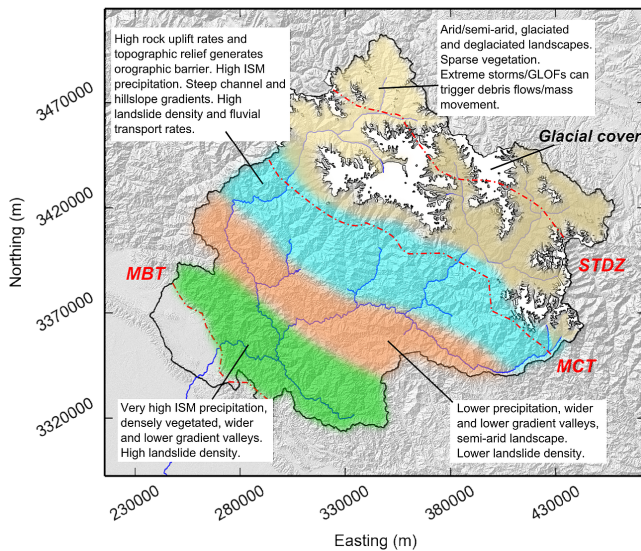 High rock uplift rates and
topographic relief generates
orographic barrier. High ISM
precipitation. Steep channel and
hillslope gradients. High
landslide density and fluvial
transport rates.
Arid/semi-arid, glaciated
and deglaciated landscapes.
Sparse vegetation.
Extreme storms/GLOFs can
trigger debris flows/mass
movement.
Glacial cover
STDZ
MBT
MCT
Very high ISM precipitation,
densely vegetated, wider
and lower gradient valleys.
High landslide density.
Lower precipitation, wider
and lower gradient valleys,
semi-arid landscape.
Lower landslide density.
Northing (m)
3470000
3420000
3370000
3320000
230000
280000
330000
380000
430000
Easting (m)